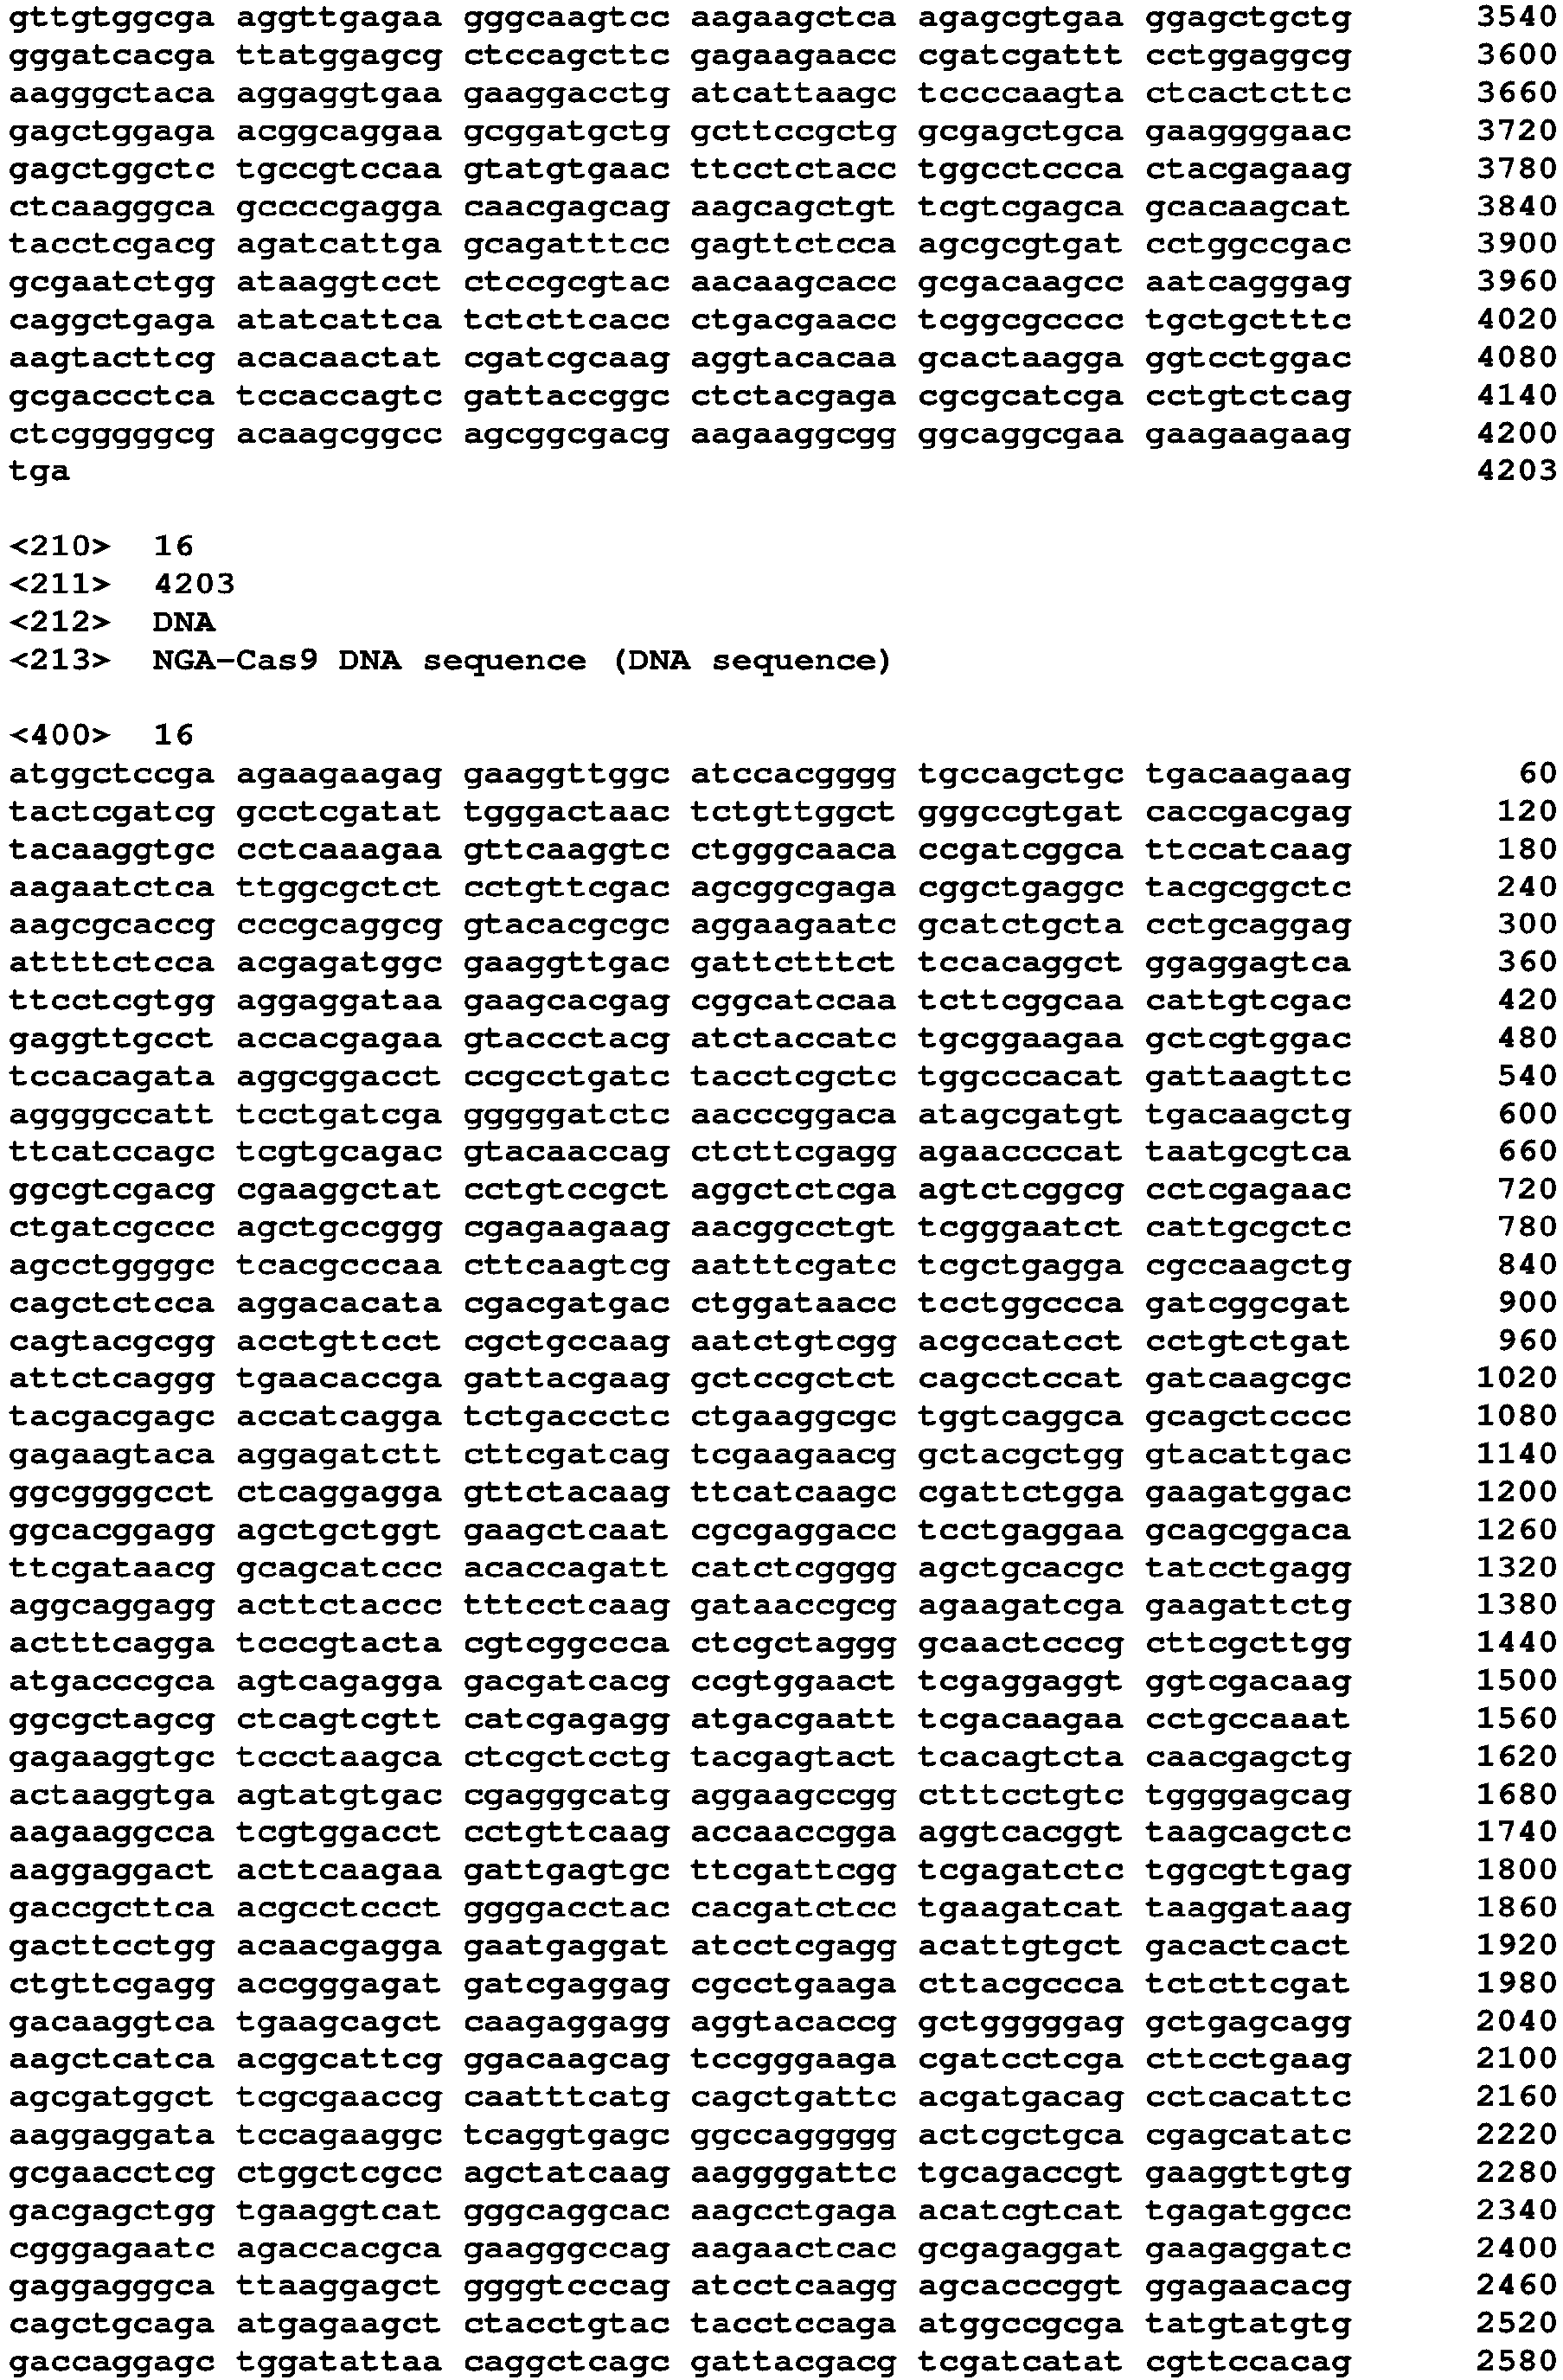 gttgtggcga aggttgagaa gggcaagtcc aagaagctca agagcgtgaa ggagctgctg 3540
gggatcacga ttatggagcg ctccagcttc gagaagaacc cgatcgattt cctggaggcg 3600
aagggctaca aggaggtgaa gaaggacctg atcattaagc tccccaagta ctcactcttc 3660
gagctggaga acggcaggaa gcggatgctg gcttccgctg gcgagctgca gaaggggaac 3720
gagctggctc tgccgtccaa gtatgtgaac ttcctctacc tggcctccca ctacgagaag 3780
ctcaagggca gccccgagga caacgagcag aagcagctgt tcgtcgagca gcacaagcat 3840
tacctcgacg agatcattga gcagatttcc gagttctcca agcgcgtgat cctggccgac 3900
gcgaatctgg ataaggtcct ctccgcgtac aacaagcacc gcgacaagcc aatcagggag 3960
caggctgaga atatcattca tctcttcacc ctgacgaacc tcggcgcccc tgctgctttc 4020
aagtacttcg acacaactat cgatcgcaag aggtacacaa gcactaagga ggtcctggac 4080
gcgaccctca tccaccagtc gattaccggc ctctacgaga cgcgcatcga cctgtctcag 4140
ctcgggggcg acaagcggcc agcggcgacg aagaaggcgg ggcaggcgaa gaagaagaag 4200
tga 4203
<210> 16
<211> 4203
<212> DNA
<213> NGA-Cas9 DNA sequence (DNA sequence)
<400> 16
atggctccga agaagaagag gaaggttggc atccacgggg tgccagctgc tgacaagaag 60
tactcgatcg gcctcgatat tgggactaac tctgttggct gggccgtgat caccgacgag 120
tacaaggtgc cctcaaagaa gttcaaggtc ctgggcaaca ccgatcggca ttccatcaag 180
aagaatctca ttggcgctct cctgttcgac agcggcgaga cggctgaggc tacgcggctc 240
aagcgcaccg cccgcaggcg gtacacgcgc aggaagaatc gcatctgcta cctgcaggag 300
attttctcca acgagatggc gaaggttgac gattctttct tccacaggct ggaggagtca 360
ttcctcgtgg aggaggataa gaagcacgag cggcatccaa tcttcggcaa cattgtcgac 420
gaggttgcct accacgagaa gtaccctacg atctaccatc tgcggaagaa gctcgtggac 480
tccacagata aggcggacct ccgcctgatc tacctcgctc tggcccacat gattaagttc 540
aggggccatt tcctgatcga gggggatctc aacccggaca atagcgatgt tgacaagctg 600
ttcatccagc tcgtgcagac gtacaaccag ctcttcgagg agaaccccat taatgcgtca 660
ggcgtcgacg cgaaggctat cctgtccgct aggctctcga agtctcggcg cctcgagaac 720
ctgatcgccc agctgccggg cgagaagaag aacggcctgt tcgggaatct cattgcgctc 780
agcctggggc tcacgcccaa cttcaagtcg aatttcgatc tcgctgagga cgccaagctg 840
cagctctcca aggacacata cgacgatgac ctggataacc tcctggccca gatcggcgat 900
cagtacgcgg acctgttcct cgctgccaag aatctgtcgg acgccatcct cctgtctgat 960
attctcaggg tgaacaccga gattacgaag gctccgctct cagcctccat gatcaagcgc 1020
tacgacgagc accatcagga tctgaccctc ctgaaggcgc tggtcaggca gcagctcccc 1080
gagaagtaca aggagatctt cttcgatcag tcgaagaacg gctacgctgg gtacattgac 1140
ggcggggcct ctcaggagga gttctacaag ttcatcaagc cgattctgga gaagatggac 1200
ggcacggagg agctgctggt gaagctcaat cgcgaggacc tcctgaggaa gcagcggaca 1260
ttcgataacg gcagcatccc acaccagatt catctcgggg agctgcacgc tatcctgagg 1320
aggcaggagg acttctaccc tttcctcaag gataaccgcg agaagatcga gaagattctg 1380
actttcagga tcccgtacta cgtcggccca ctcgctaggg gcaactcccg cttcgcttgg 1440
atgacccgca agtcagagga gacgatcacg ccgtggaact tcgaggaggt ggtcgacaag 1500
ggcgctagcg ctcagtcgtt catcgagagg atgacgaatt tcgacaagaa cctgccaaat 1560
gagaaggtgc tccctaagca ctcgctcctg tacgagtact tcacagtcta caacgagctg 1620
actaaggtga agtatgtgac cgagggcatg aggaagccgg ctttcctgtc tggggagcag 1680
aagaaggcca tcgtggacct cctgttcaag accaaccgga aggtcacggt taagcagctc 1740
aaggaggact acttcaagaa gattgagtgc ttcgattcgg tcgagatctc tggcgttgag 1800
gaccgcttca acgcctccct ggggacctac cacgatctcc tgaagatcat taaggataag 1860
gacttcctgg acaacgagga gaatgaggat atcctcgagg acattgtgct gacactcact 1920
ctgttcgagg accgggagat gatcgaggag cgcctgaaga cttacgccca tctcttcgat 1980
gacaaggtca tgaagcagct caagaggagg aggtacaccg gctgggggag gctgagcagg 2040
aagctcatca acggcattcg ggacaagcag tccgggaaga cgatcctcga cttcctgaag 2100
agcgatggct tcgcgaaccg caatttcatg cagctgattc acgatgacag cctcacattc 2160
aaggaggata tccagaaggc tcaggtgagc ggccaggggg actcgctgca cgagcatatc 2220
gcgaacctcg ctggctcgcc agctatcaag aaggggattc tgcagaccgt gaaggttgtg 2280
gacgagctgg tgaaggtcat gggcaggcac aagcctgaga acatcgtcat tgagatggcc 2340
cgggagaatc agaccacgca gaagggccag aagaactcac gcgagaggat gaagaggatc 2400
gaggagggca ttaaggagct ggggtcccag atcctcaagg agcacccggt ggagaacacg 2460
cagctgcaga atgagaagct ctacctgtac tacctccaga atggccgcga tatgtatgtg 2520
gaccaggagc tggatattaa caggctcagc gattacgacg tcgatcatat cgttccacag 2580